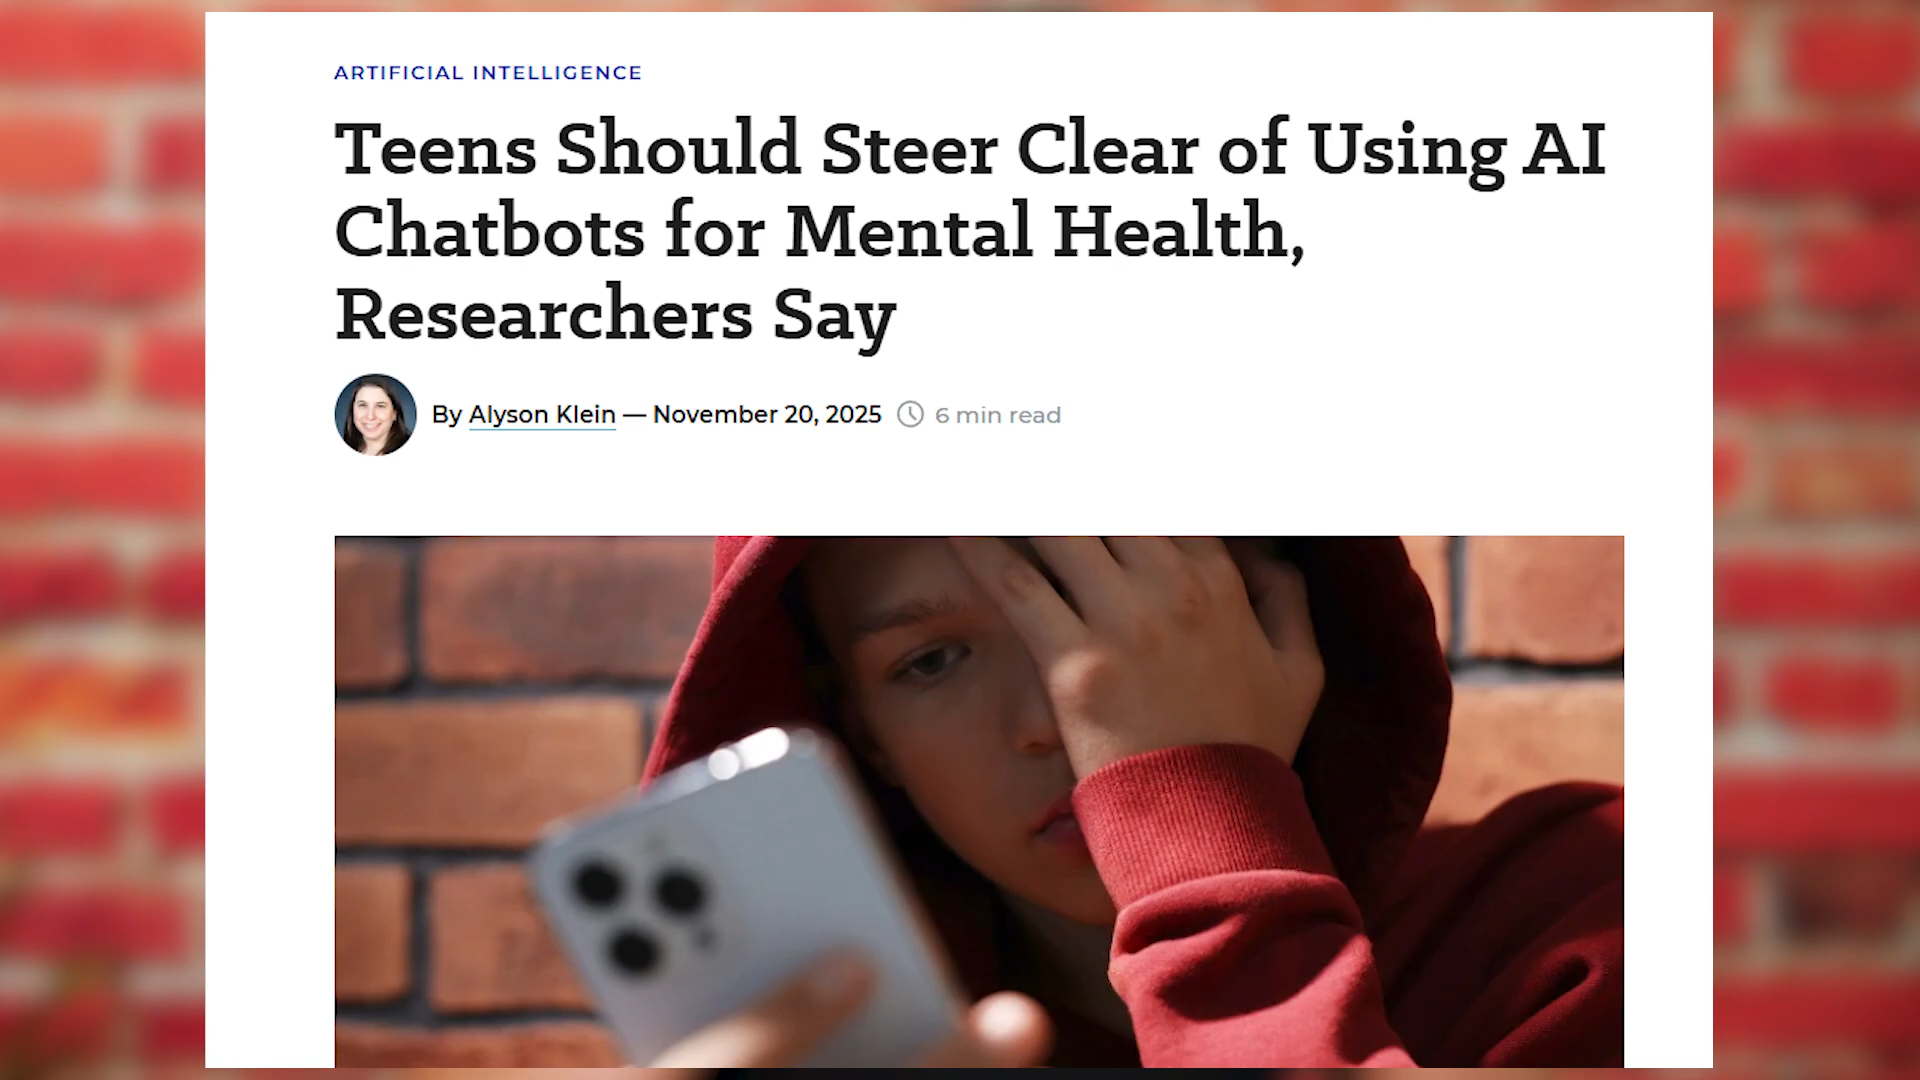 ARTIFICIAL INTELLIGENCE
Teens Should Steer Clear of Using AI
Chatbots for Mental Health,
Researchers Say
By Alyson Klein — November 20, 2025 6 min read